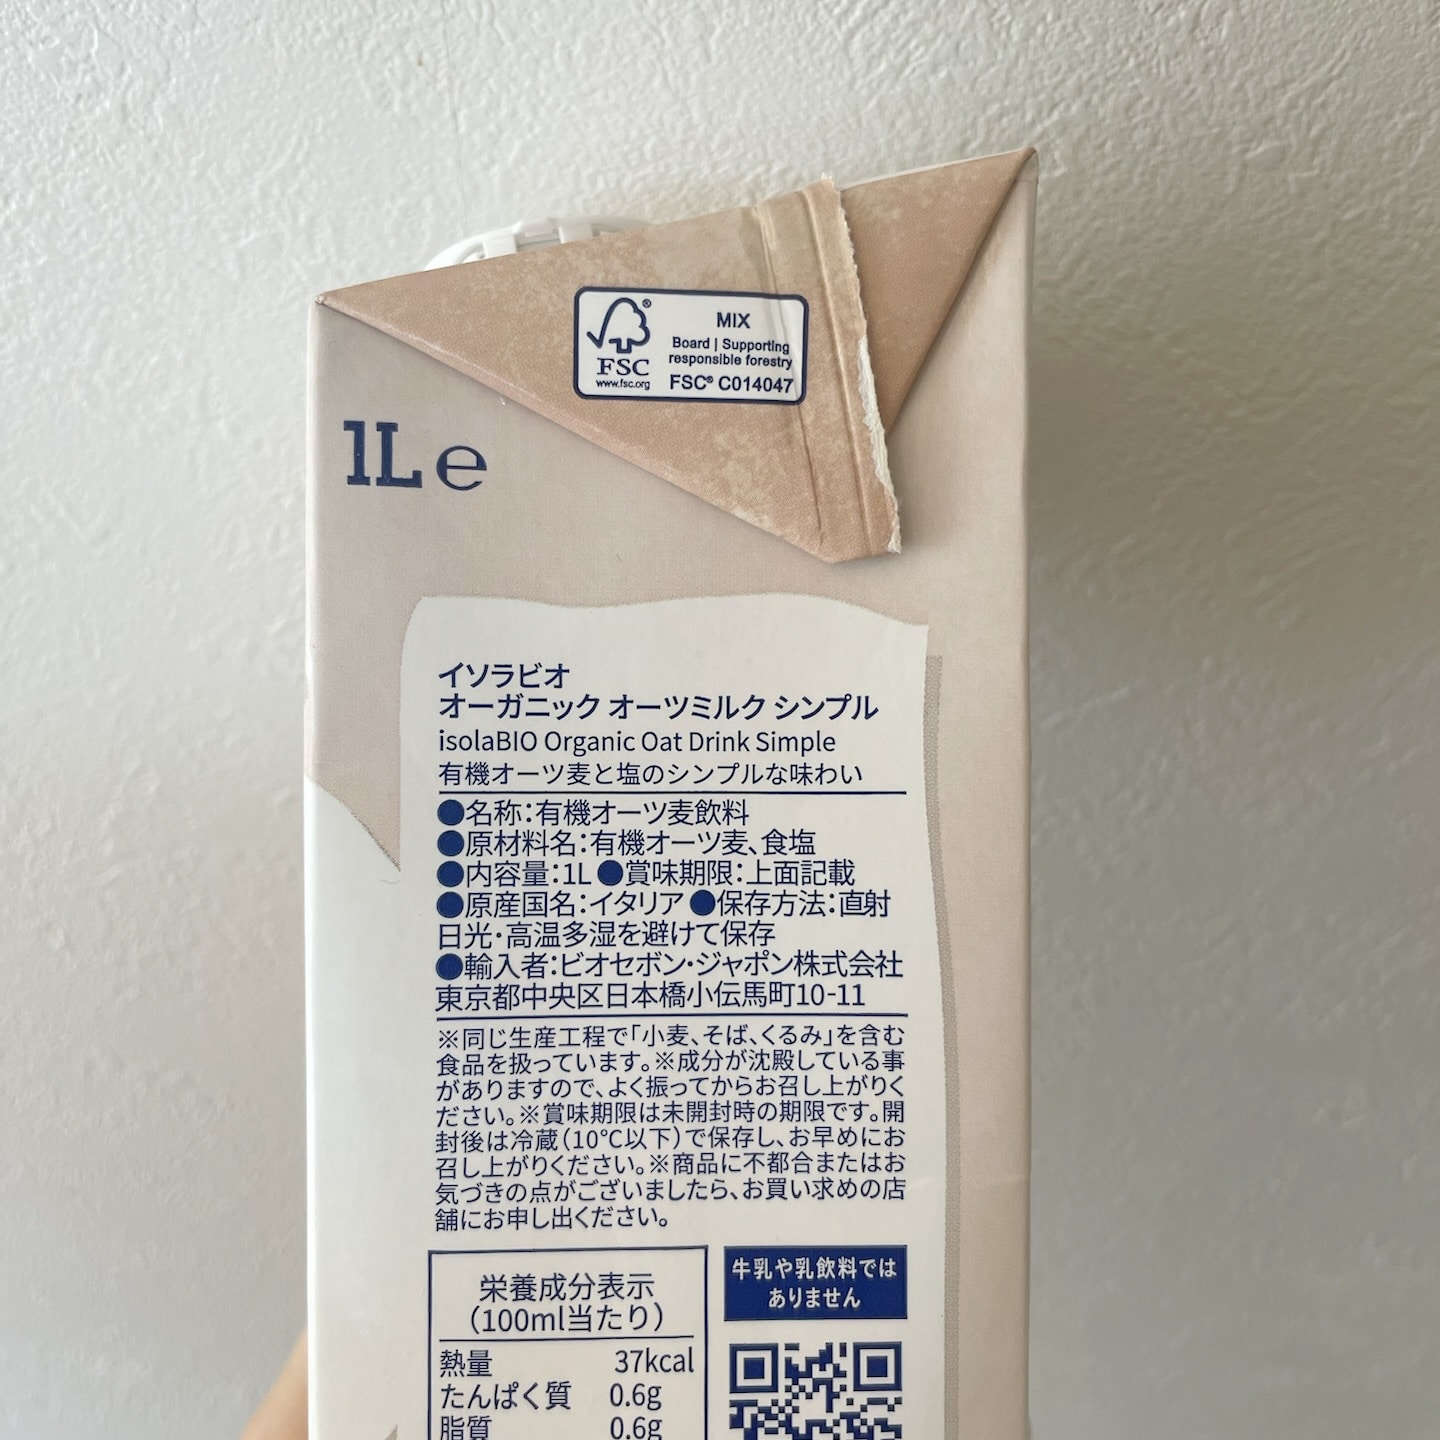 MIX
Board | Supporting
responsible forestry
FSC® C014047
FSC®
www.fsc.org
1L ℮
イソラビオ
オーガニック オーツミルク シンプル
isolaBIO Organic Oat Drink Simple
有機オーツ麦と塩のシンプルな味わい
●名称:有機オーツ麦飲料
●原材料名:有機オーツ麦、食塩
●内容量:1L ●賞味期限:上面記載
●原産国名:イタリア ●保存方法:直射
日光・高温多湿を避けて保存
●輸入者:ビオセボン・ジャポン株式会社
東京都中央区日本橋小伝馬町10-11
※同じ生産工程で「小麦、そば、くるみ」を含む
食品を扱っています。※成分が沈殿している事
がありますので、よく振ってからお召し上がりく
ださい。※賞味期限は未開封時の期限です。開
封後は冷蔵(10℃以下)で保存し、お早めにお
召し上がりください。※商品に不都合またはお
気づきの点がございましたら、お買い求めの店
舗にお申し出ください。
栄養成分表示
(100ml当たり)
熱量 37kcal
たんぱく質 0.6g
脂質 0.6g
牛乳や乳飲料では
ありません